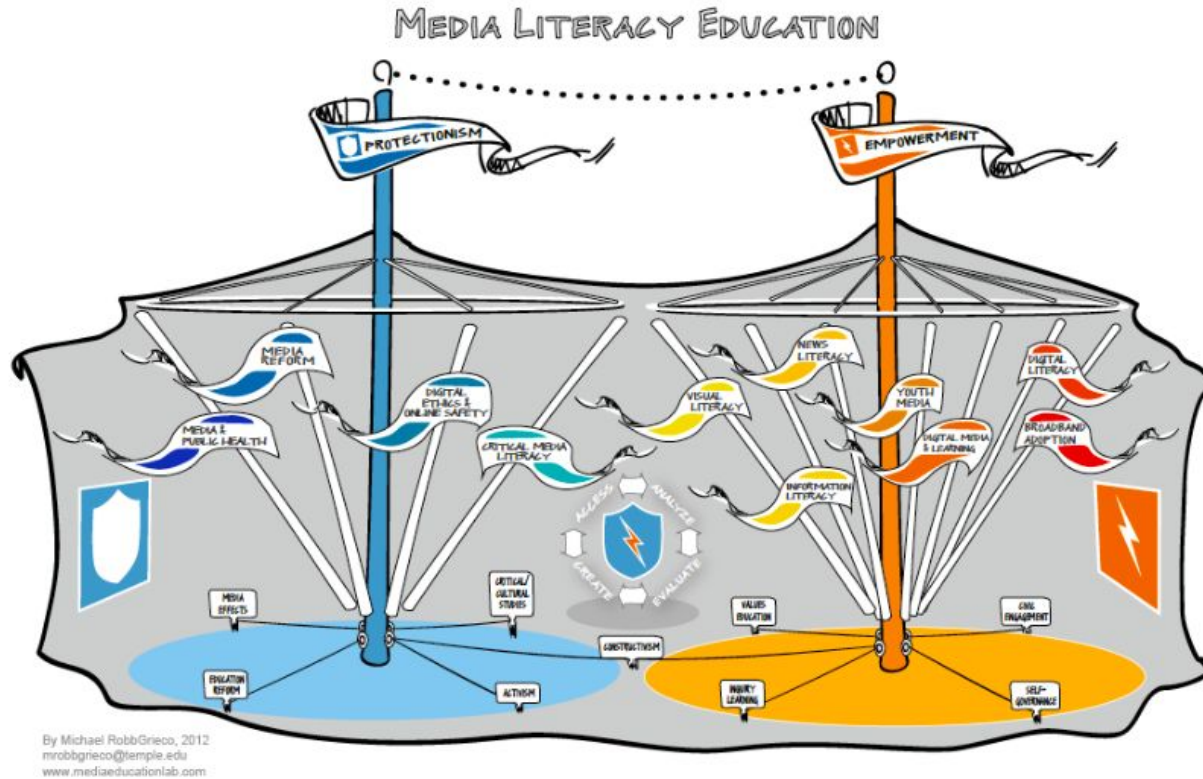 MEDIA LITERACY EDUCATION
PROTECTIONISM
EMPOWERMENT
MEDIA
REFORM
MEDIA &
PUBLIC HEALTH
DIGITAL
ETHICS &
ONLINE SAFETY
CRITICAL MEDIA
LITERACY
VISUAL
LITERACY
NEWS
LITERACY
YOUTH
MEDIA
DIGITAL MEDIA
& LEARNING
INFORMATION
LITERACY
DIGITAL
LITERACY
BROADBAND
ADOPTION
ACCESS
ANALYZE
EVALUATE
CREATE
MEDIA
EFFECTS
CRITICAL/
CULTURAL
STUDIES
EDUCATION
REFORM
ACTIVISM
CONSTRUCTIVISM
VALUES
EDUCATION
CIVIC
ENGAGEMENT
INQUIRY
LEARNING
SELF-
GOVERNANCE
By Michael RobbGrieco, 2012
mrobbgrieco@temple.edu
www.mediaeducationlab.com